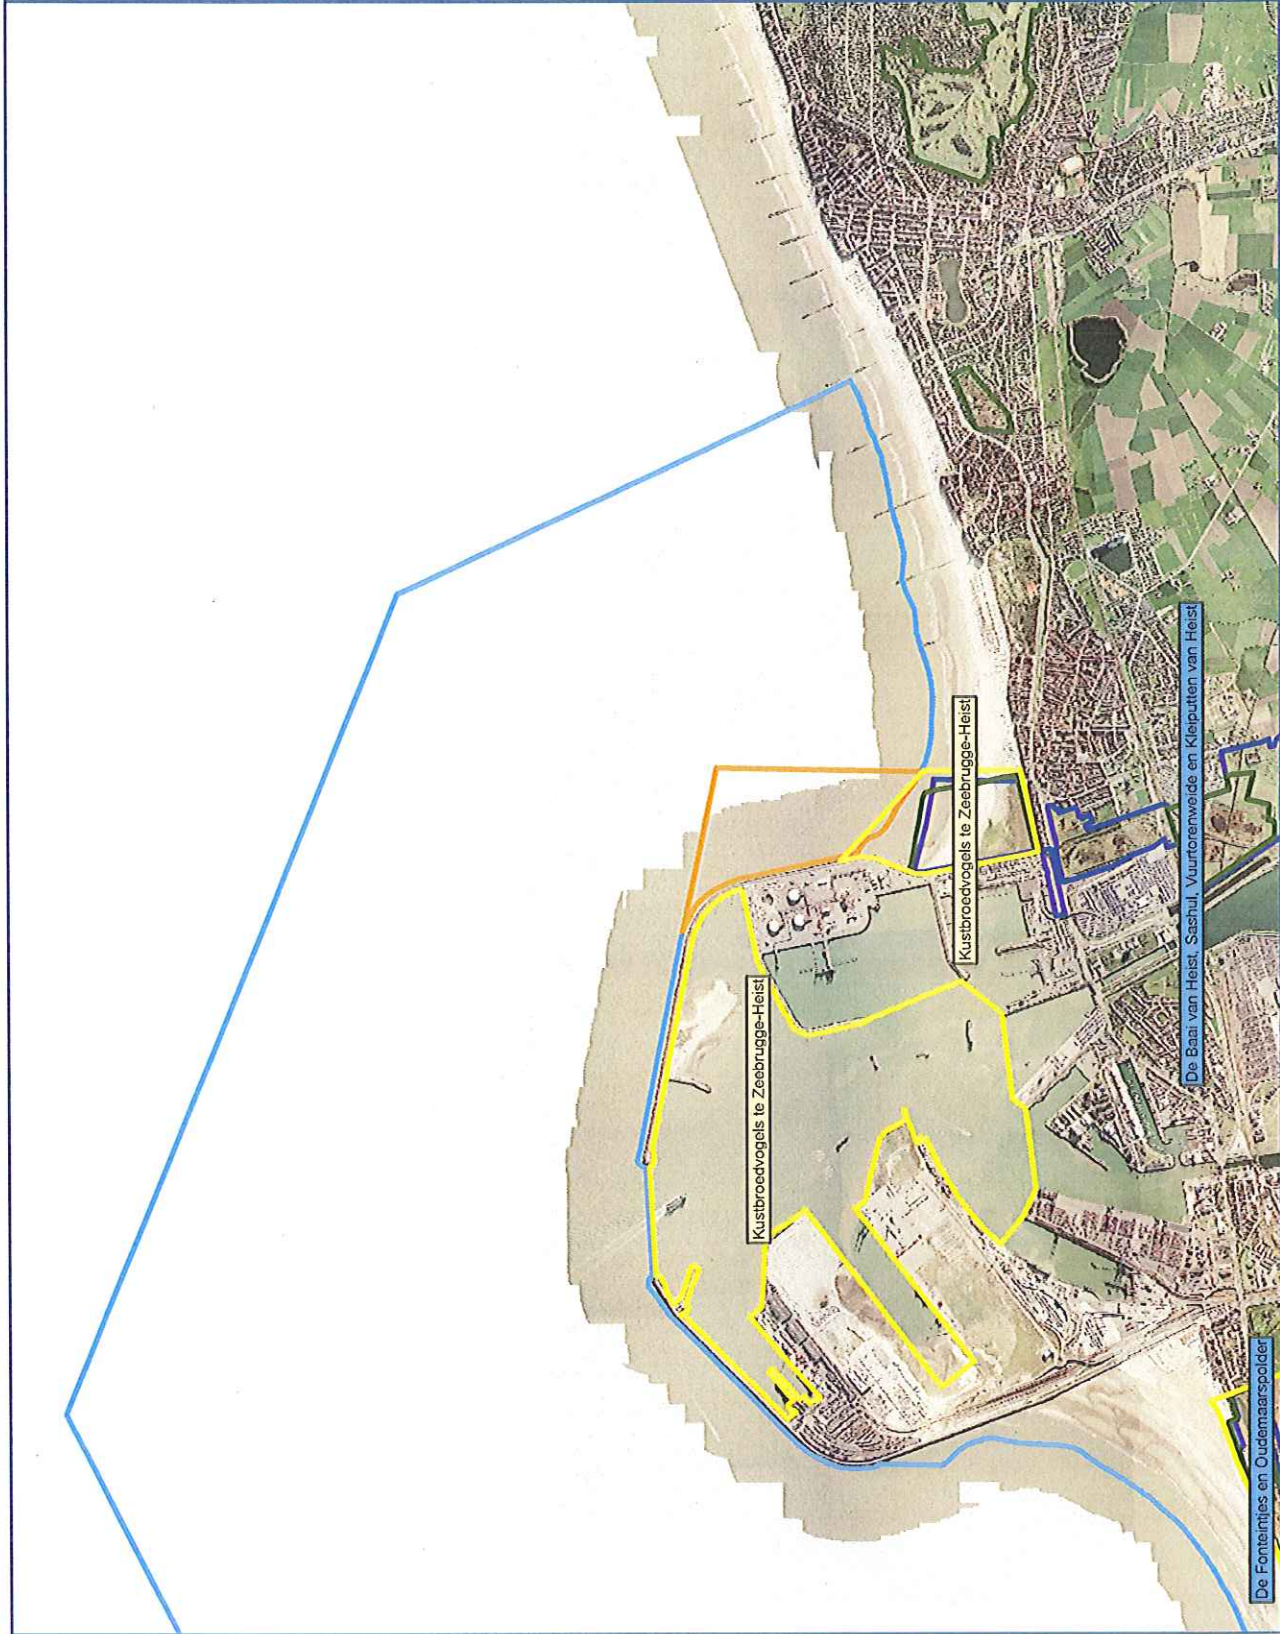 Kustbroedvogels te Zeebrugge-Heist
Kustbroedvogels te Zeebrugge-Heist
De Baai van Heist, Sashul, Vuurtorenweide en Kleiputten van Heist
De Fonteintjes en Oudemaarspolder